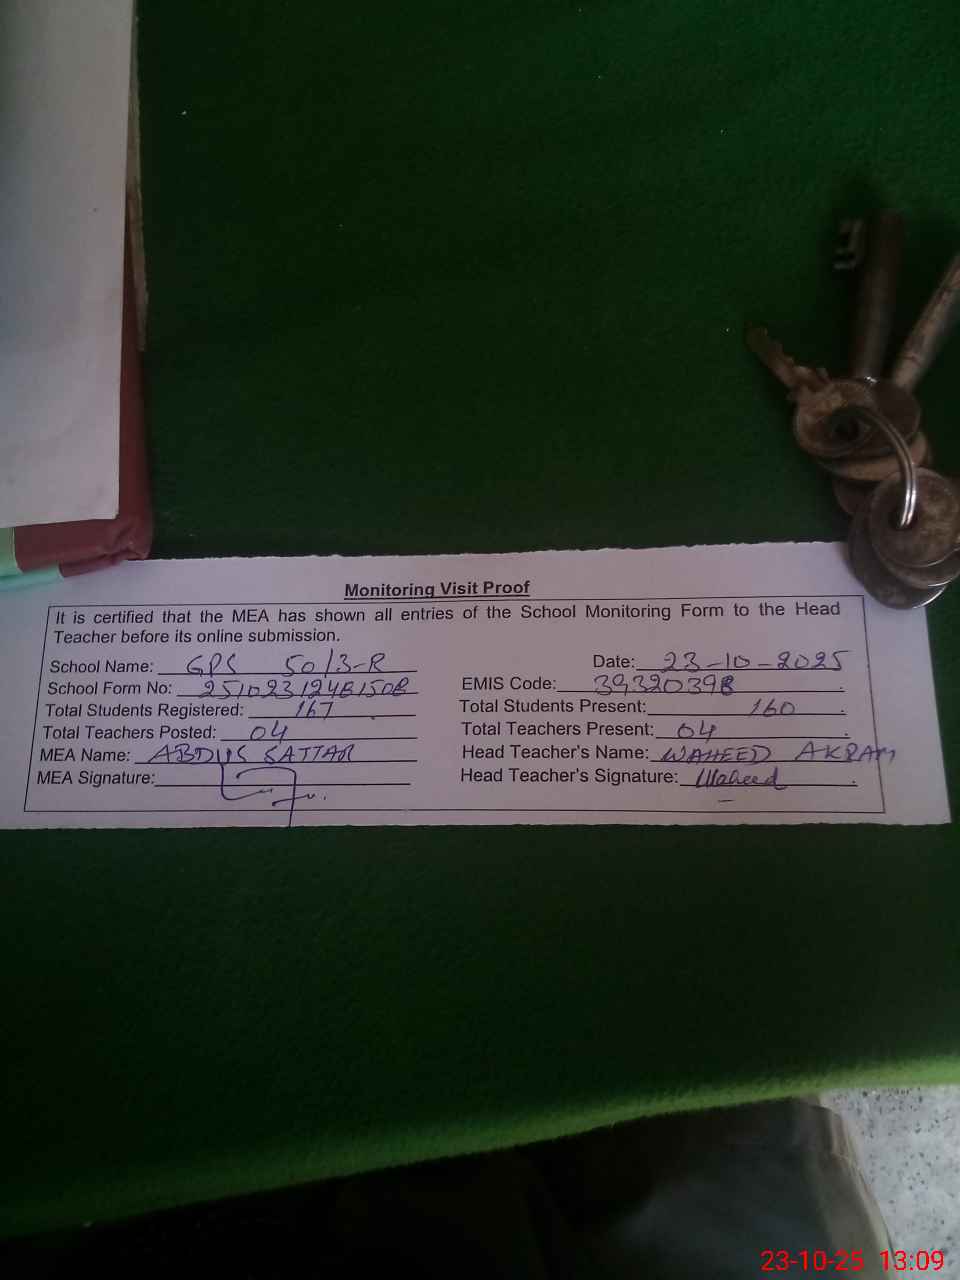 Monitoring Visit Proof
It is certified that the MEA has shown all entries of the School Monitoring Form to the Head
Teacher before its online submission.
School Name: GPS 50/3-R Date: 23-10-2025
School Form No: EMIS Code: 39320398
Total Students Registered: 167 Total Students Present: 160
Total Teachers Posted: 04 Total Teachers Present: 04
MEA Name: ABDUS SATTAR Head Teacher's Name: WAHEED AKRAM
MEA Signature: Head Teacher's Signature: Waheed
23-10-25 13:09